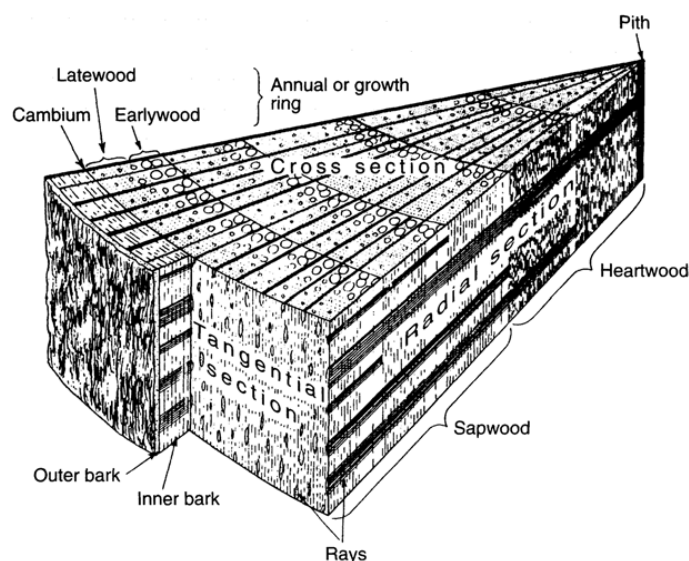 Pith
Latewood
Annual or growth
ring
Cambium
Earlywood
Cross section
Radial section
Heartwood
Tangential
section
Sapwood
Outer bark
Inner bark
Rays